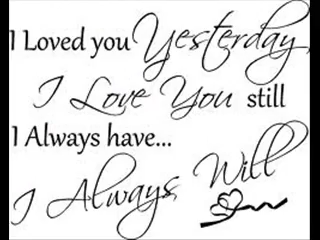 I Loved you Yesterday
I Love You still
I Always have...
I Always Will